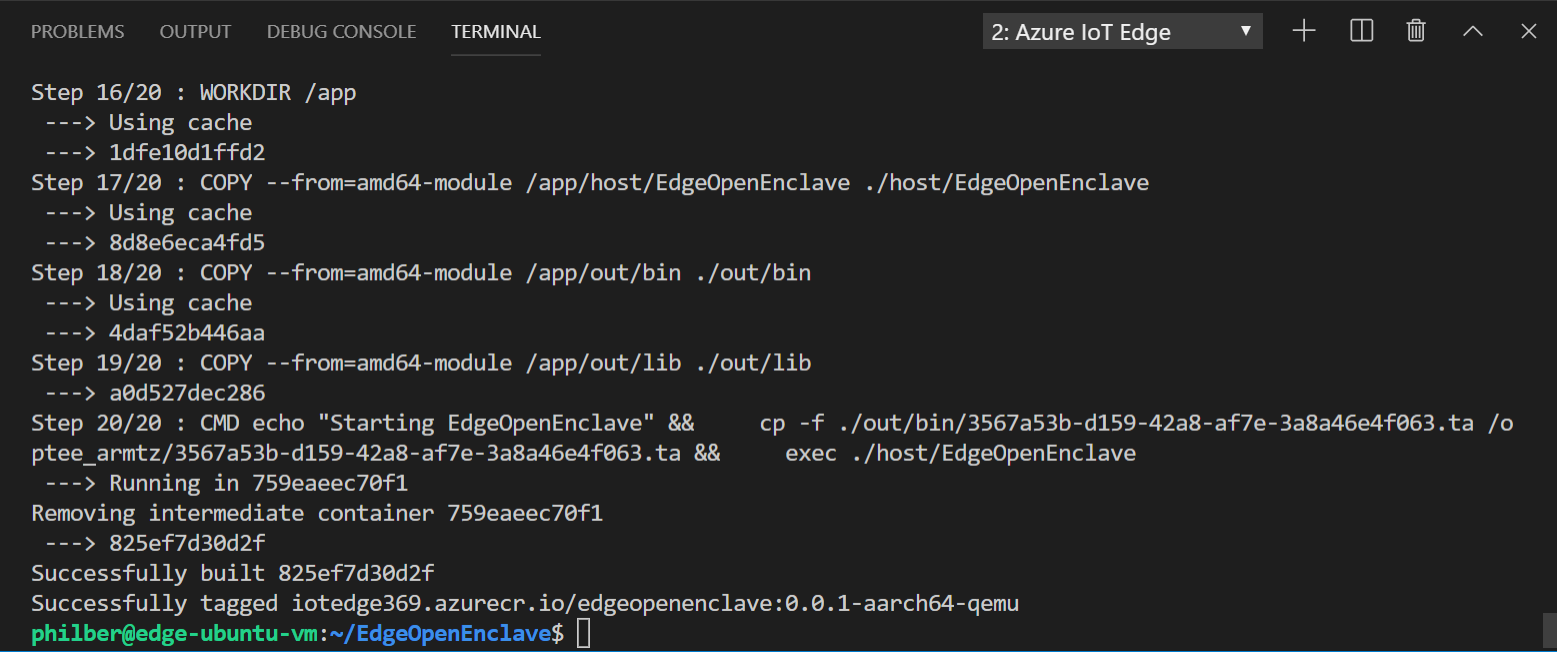 PROBLEMS OUTPUT DEBUG CONSOLE TERMINAL 2: Azure IoT Edge
Step 16/20 : WORKDIR /app
 ---> Using cache
 ---> 1dfe10d1ffd2
Step 17/20 : COPY --from=amd64-module /app/host/EdgeOpenEnclave ./host/EdgeOpenEnclave
 ---> Using cache
 ---> 8d8e6eca4fd5
Step 18/20 : COPY --from=amd64-module /app/out/bin ./out/bin
 ---> Using cache
 ---> 4daf52b446aa
Step 19/20 : COPY --from=amd64-module /app/out/lib ./out/lib
 ---> a0d527dec286
Step 20/20 : CMD echo "Starting EdgeOpenEnclave" &&     cp -f ./out/bin/3567a53b-d159-42a8-af7e-3a8a46e4f063.ta /o
ptee_armtz/3567a53b-d159-42a8-af7e-3a8a46e4f063.ta &&     exec ./host/EdgeOpenEnclave
 ---> Running in 759eaeec70f1
Removing intermediate container 759eaeec70f1
 ---> 825ef7d30d2f
Successfully built 825ef7d30d2f
Successfully tagged iotedge369.azurecr.io/edgeopenenclave:0.0.1-aarch64-qemu
philber@edge-ubuntu-vm:~/EdgeOpenEnclave$